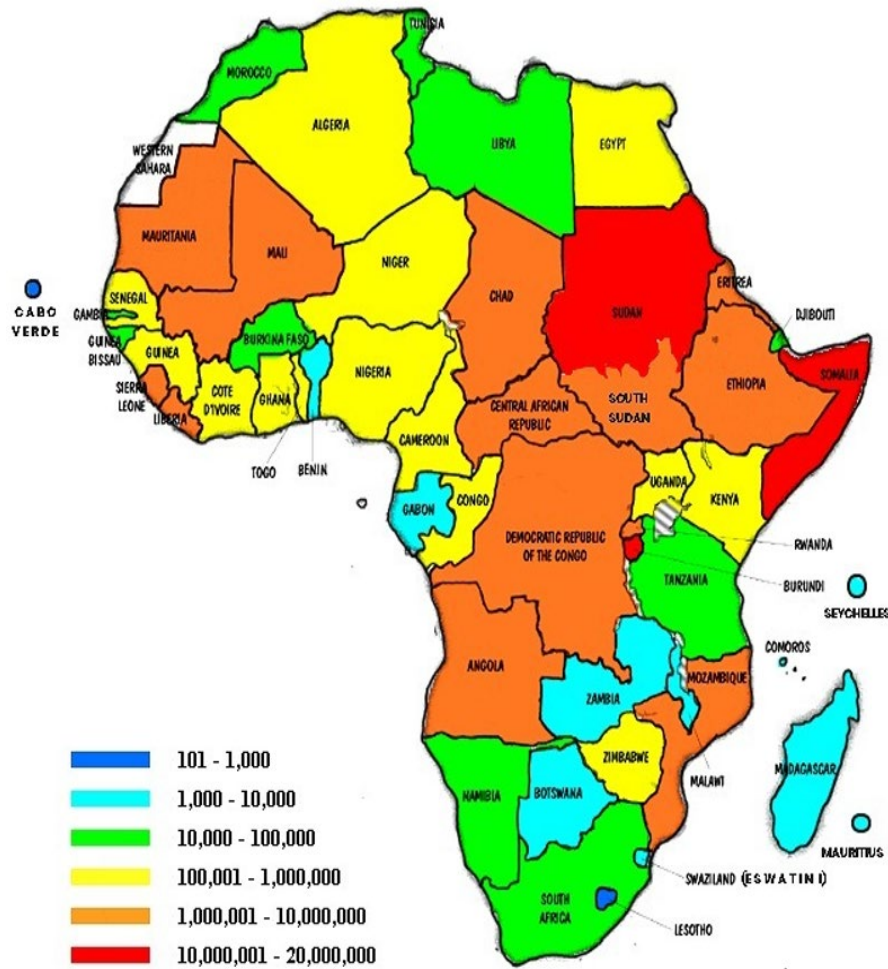 TUNISIA
MOROCCO
ALGERIA
LIBYA
EGYPT
WESTERN
SAHARA
MAURITANIA
MALI
NIGER
CHAD
SUDAN
ERITREA
CABO
VERDE
SENEGAL
GAMBIA
GUINEA
BISSAU
GUINEA
BURKINA FASO
DJIBOUTI
SOMALIA
NIGERIA
ETHIOPIA
SIERRA
LEONE
LIBERIA
COTE
D'IVOIRE
GHANA
CENTRAL AFRICAN
REPUBLIC
SOUTH
SUDAN
CAMEROON
TOGO
BENIN
GABON
CONGO
UGANDA
KENYA
DEMOCRATIC REPUBLIC
OF THE CONGO
RWANDA
BURUNDI
TANZANIA
SEYCHELLES
COMOROS
ANGOLA
ZAMBIA
MOZAMBIQUE
MALAWI
ZIMBABWE
MADAGASCAR
NAMIBIA
BOTSWANA
MAURITIUS
SWAZILAND (ESWATINI)
SOUTH
AFRICA
LESOTHO
101 - 1,000
1,000 - 10,000
10,000 - 100,000
100,001 - 1,000,000
1,000,001 - 10,000,000
10,000,001 - 20,000,000